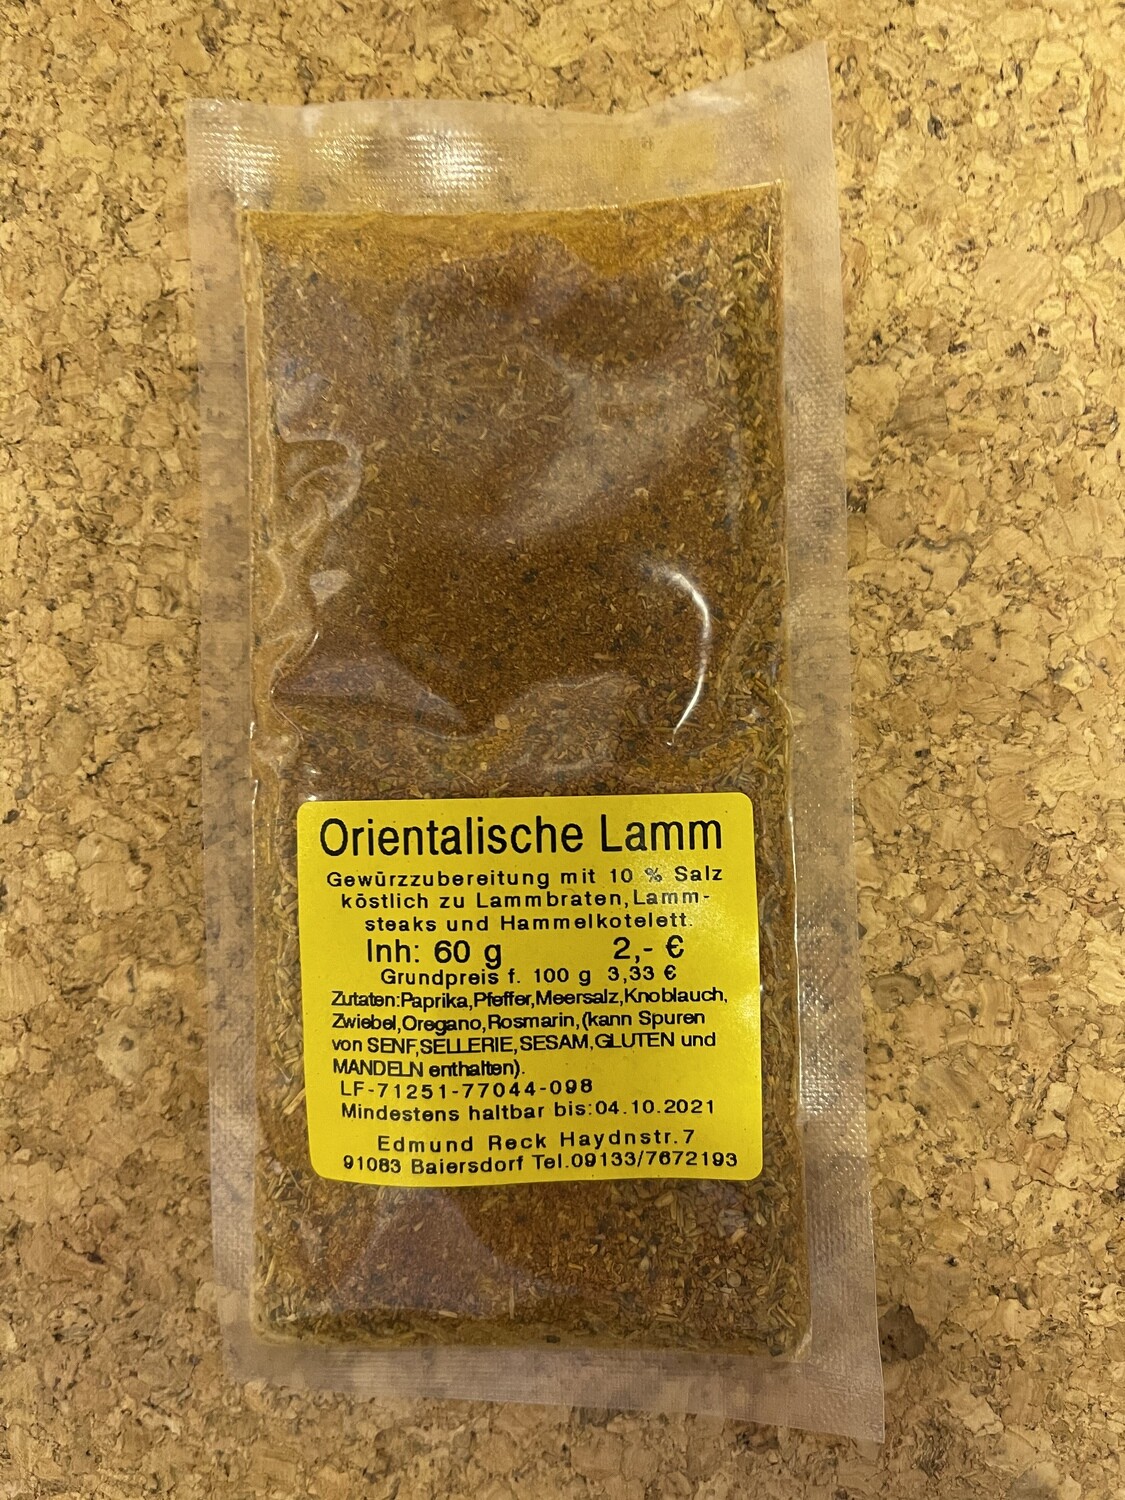 Orientalische Lamm
Gewürzzubereitung mit 10 % Salz
köstlich zu Lammbraten,Lamm-
steaks und Hammelkotelett.
Inh: 60 g 2,- €
Grundpreis f. 100 g 3,33 €
Zutaten:Paprika,Pfeffer,Meersalz,Knoblauch,
Zwiebel,Oregano,Rosmarin,(kann Spuren
von SENF,SELLERIE,SESAM,GLUTEN und
MANDELN enthalten).
LF-71251-77044-098
Mindestens haltbar bis:04.10.2021
Edmund Reck Haydnstr.7
91083 Baiersdorf Tel.09133/7672193